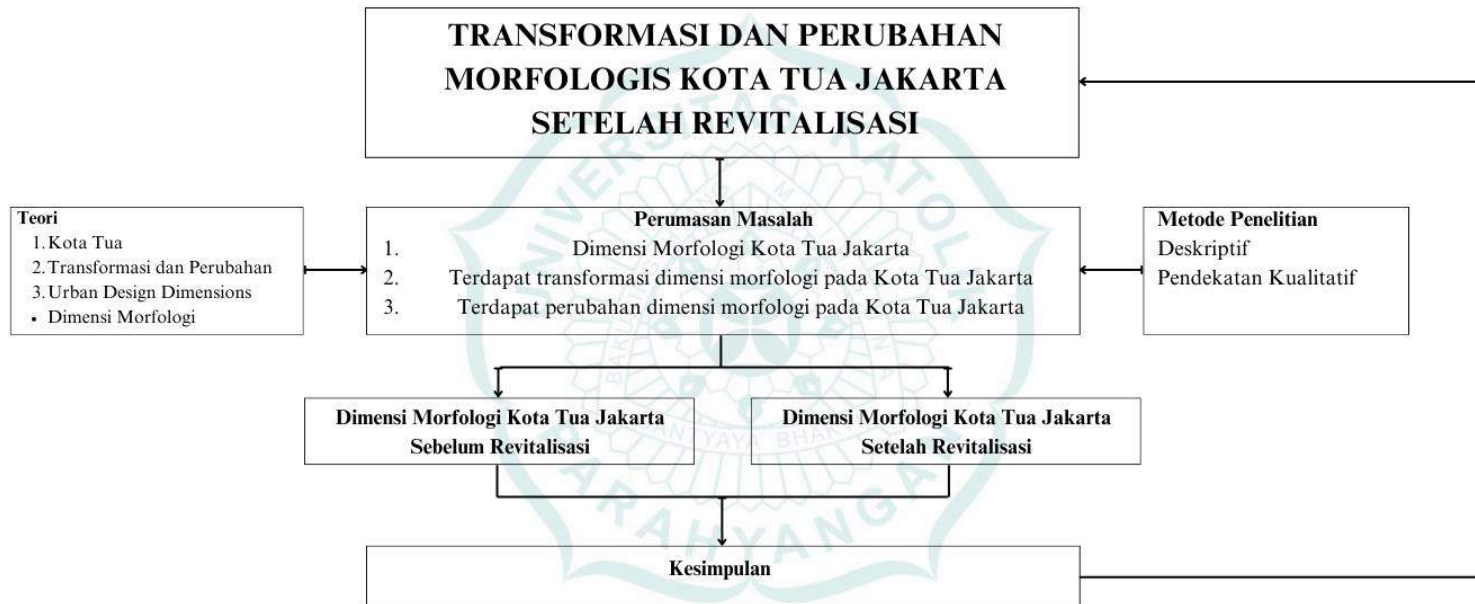 TRANSFORMASI DAN PERUBAHAN
MORFOLOGIS KOTA TUA JAKARTA
SETELAH REVITALISASI
Teori
1. Kota Tua
2. Transformasi dan Perubahan
3. Urban Design Dimensions
• Dimensi Morfologi
Perumasan Masalah
1. Dimensi Morfologi Kota Tua Jakarta
2. Terdapat transformasi dimensi morfologi pada Kota Tua Jakarta
3. Terdapat perubahan dimensi morfologi pada Kota Tua Jakarta
Metode Penelitian
Deskriptif
Pendekatan Kualitatif
Dimensi Morfologi Kota Tua Jakarta
Sebelum Revitalisasi
Dimensi Morfologi Kota Tua Jakarta
Setelah Revitalisasi
Kesimpulan
UNIVERSITAS KATOLIK
PARAHYANGAN